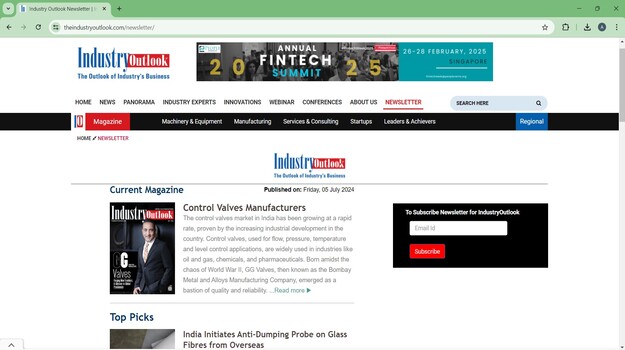 Industry Outlook Newsletter | In
theindustryoutlook.com/newsletter/
Industry Outlook
The Outlook of Industry's Business
ANNUAL
FINTECH
SUMMIT
2025
26-28 FEBRUARY, 2025
SINGAPORE
HOME NEWS PANORAMA INDUSTRY EXPERTS INNOVATIONS WEBINAR CONFERENCES ABOUT US NEWSLETTER
SEARCH HERE
IO Magazine Machinery & Equipment Manufacturing Services & Consulting Startups Leaders & Achievers Regional
HOME NEWSLETTER
Industry Outlook
The Outlook of Industry's Business
Current Magazine
Published on: Friday, 05 July 2024
Industry Outlook
GG
Valves
Control Valves Manufacturers
The control valves market in India has been growing at a rapid
rate, proven by the increasing industrial development in the
country. Control valves, used for flow, pressure, temperature
and level control applications, are widely used in industries like
oil and gas, chemicals, and pharmaceuticals. Born amidst the
chaos of World War II, GG Valves, then known as the Bombay
Metal and Alloys Manufacturing Company, emerged as a
bastion of quality and reliability. ...Read more
To Subscribe Newsletter for IndustryOutlook
Email Id
Subscribe
Top Picks
India Initiates Anti-Dumping Probe on Glass
Fibres from Overseas